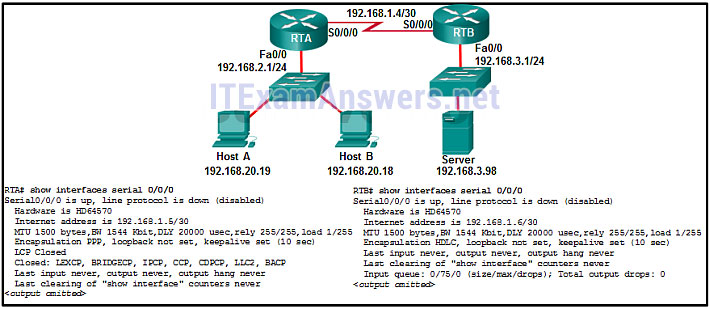 192.168.1.4/30
RTA
S0/0/0
S0/0/0
RTB
Fa0/0
192.168.2.1/24
Fa0/0
192.168.3.1/24
ITExamAnswers.net
Host A
192.168.20.19
Host B
192.168.20.18
Server
192.168.3.98
RTA# show interfaces serial 0/0/0
Serial0/0/0 is up, line protocol is down (disabled)
Hardware is HD64570
Internet address is 192.168.1.5/30
MTU 1500 bytes,BW 1544 Kbit,DLY 20000 usec,rely 255/255,load 1/255
Encapsulation PPP, loopback not set, keepalive set (10 sec)
LCP Closed
Closed: LEXCP, BRIDGECP, IPCP, CCP, CDPCP, LLC2, BACP
Last input never, output never, output hang never
Last clearing of "show interface" counters never
<output omitted>
RTB# show interfaces serial 0/0/0
Serial0/0/0 is up, line protocol is down (disabled)
Hardware is HD64570
Internet address is 192.168.1.6/30
MTU 1500 bytes,BW 1544 Kbit,DLY 20000 usec,rely 255/255,load 1/255
Encapsulation HDLC, loopback not set, keepalive set (10 sec)
Last input never, output never, output hang never
Last clearing of "show interface" counters never
Input queue: 0/75/0 (size/max/drops); Total output drops: 0
<output omitted>